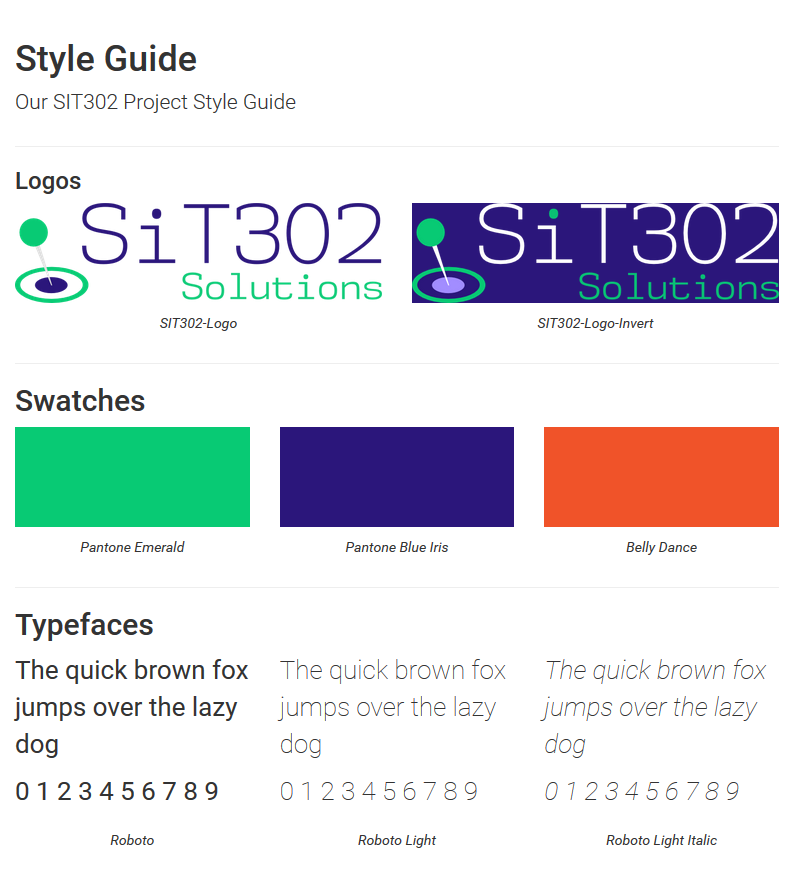 Style Guide
Our SIT302 Project Style Guide
Logos
SiT302
Solutions
SiT302
Solutions
SIT302-Logo
SIT302-Logo-Invert
Swatches
Pantone Emerald
Pantone Blue Iris
Belly Dance
Typefaces
The quick brown fox
jumps over the lazy
dog
0 1 2 3 4 5 6 7 8 9
Roboto
The quick brown fox
jumps over the lazy
dog
0 1 2 3 4 5 6 7 8 9
Roboto Light
The quick brown fox
jumps over the lazy
dog
0 1 2 3 4 5 6 7 8 9
Roboto Light Italic